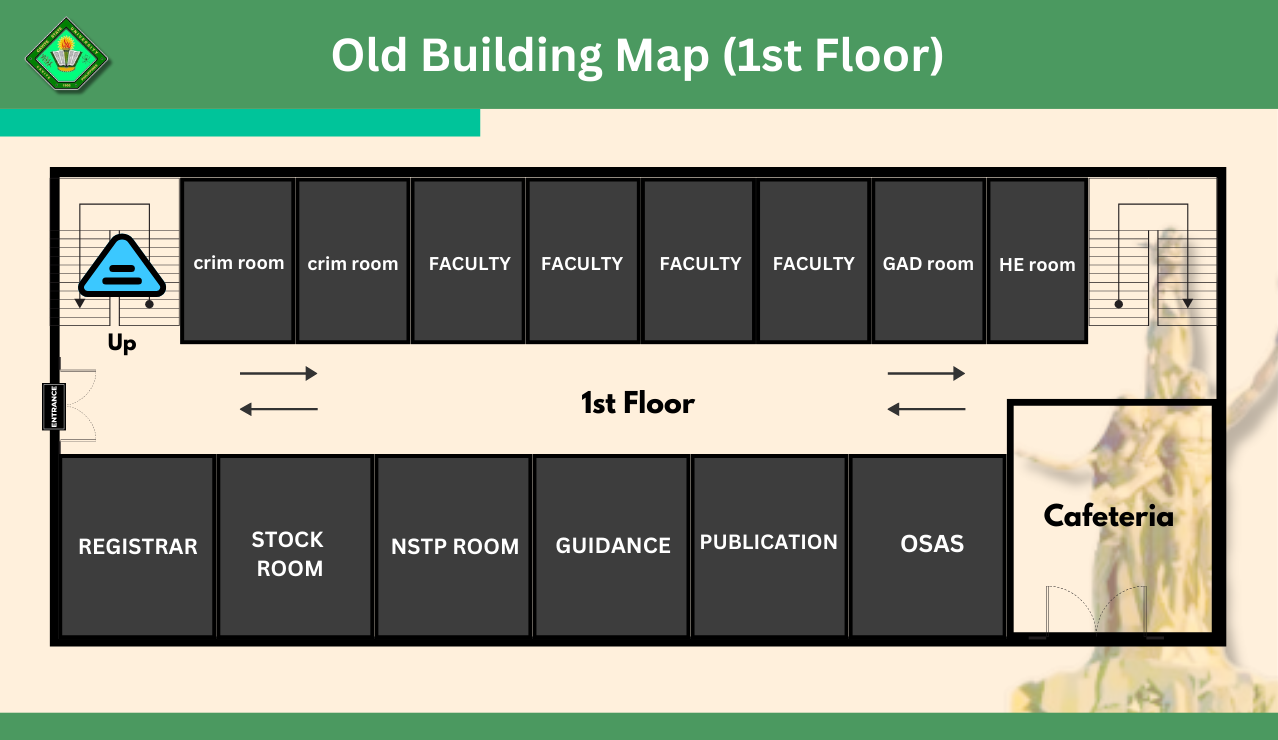 Old Building Map (1st Floor)
crim room
crim room
FACULTY
FACULTY
FACULTY
FACULTY
GAD room
HE room
Up
ENTRANCE
1st Floor
REGISTRAR
STOCK
ROOM
NSTP ROOM
GUIDANCE
PUBLICATION
OSAS
Cafeteria